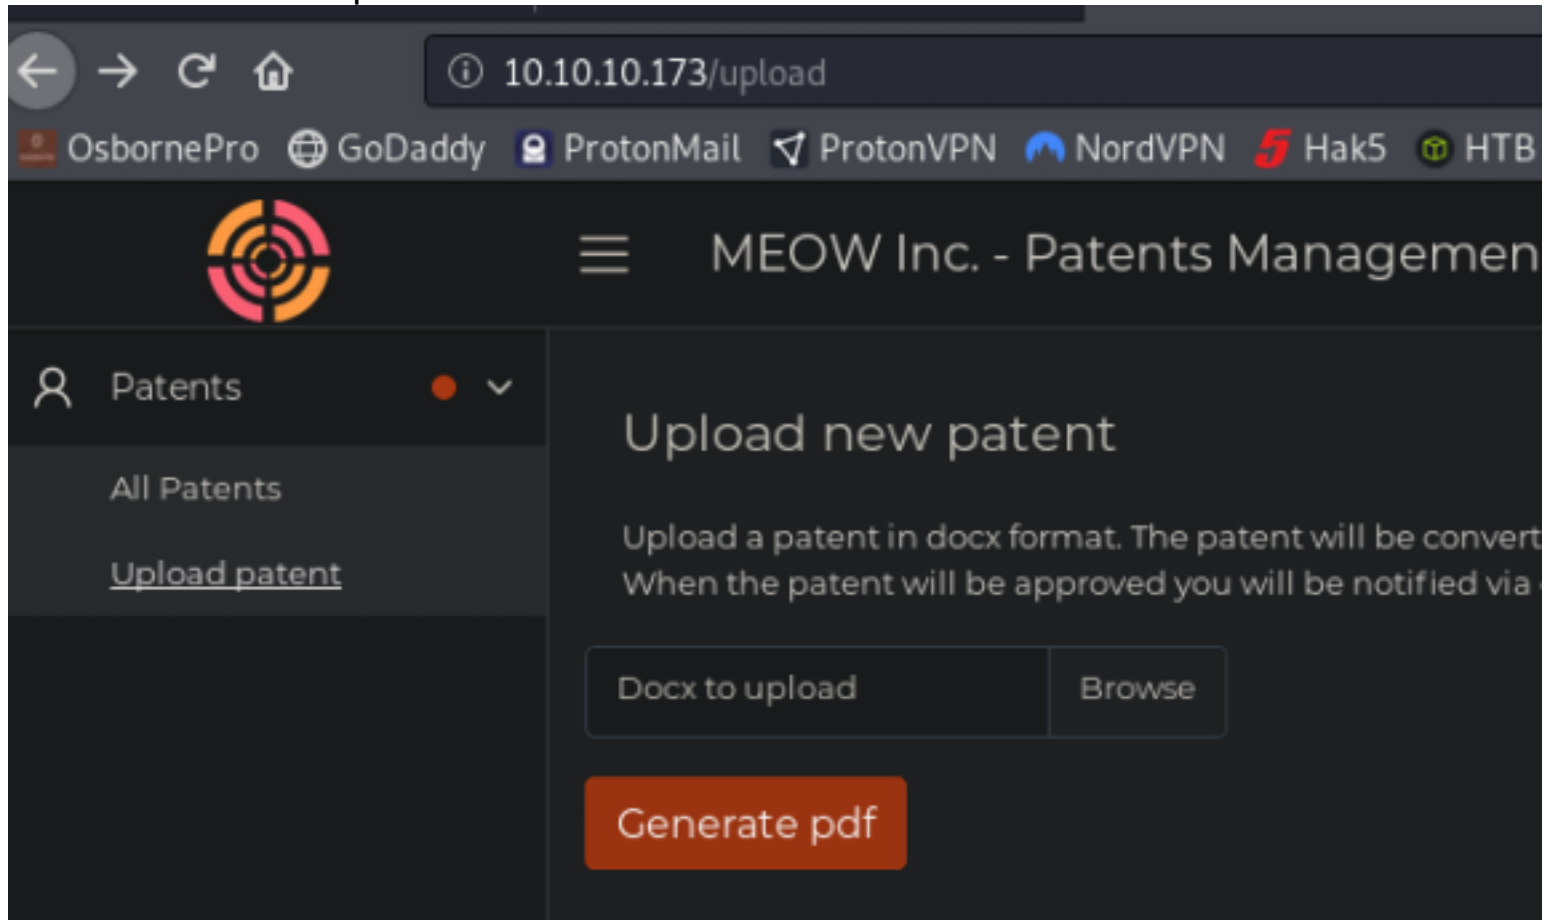 10.10.10.173/upload
OsbornePro GoDaddy ProtonMail ProtonVPN NordVPN Hak5 HTB
MEOW Inc. - Patents Managemen
Patents
All Patents
Upload patent
Upload new patent
Upload a patent in docx format. The patent will be convert
When the patent will be approved you will be notified via
Docx to upload Browse
Generate pdf